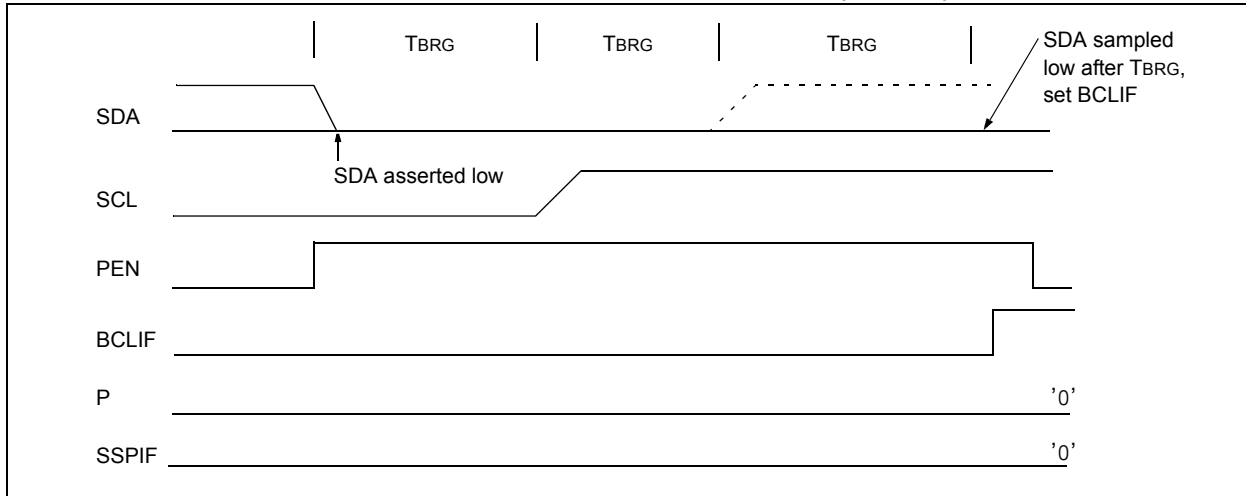 TBRG TBRG TBRG
SDA sampled
low after TBRG,
set BCLIF
SDA
SDA asserted low
SCL
PEN
BCLIF
P '0'
SSPIF '0'